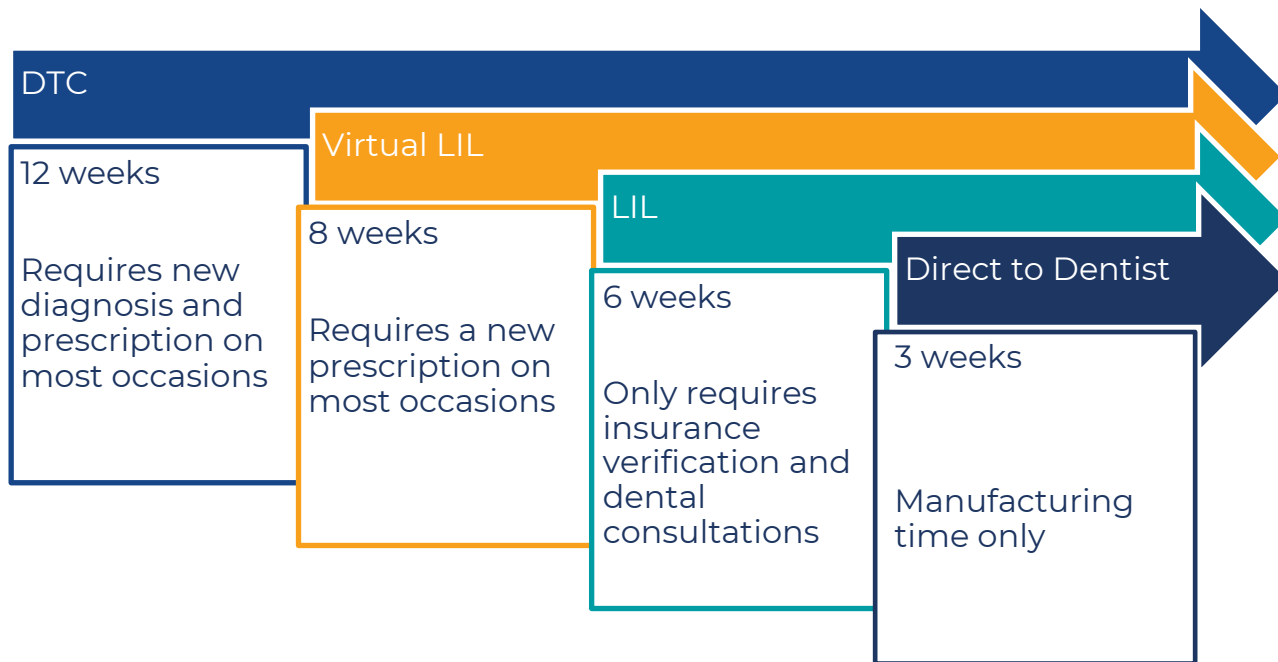 DTC
12 weeks
Requires new
diagnosis and
prescription on
most occasions
Virtual LIL
8 weeks
Requires a new
prescription on
most occasions
LIL
6 weeks
Only requires
insurance
verification and
dental
consultations
Direct to Dentist
3 weeks
Manufacturing
time only